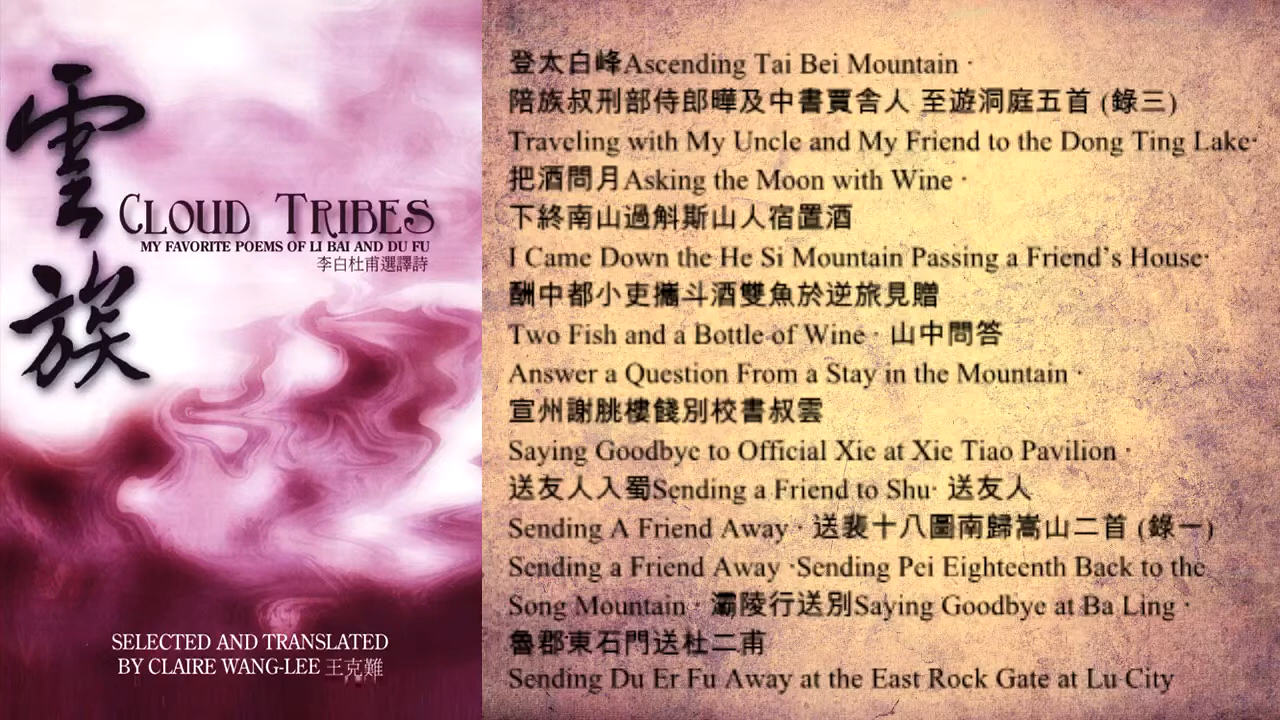 雲族
CLOUD TRIBES
MY FAVORITE POEMS OF LI BAI AND DU FU
李白杜甫選譯詩
SELECTED AND TRANSLATED
BY CLAIRE WANG-LEE 王克難
登太白峰Ascending Tai Bei Mountain ·
陪族叔刑部侍郎曄及中書賈舍人 至遊洞庭五首 (錄三)
Traveling with My Uncle and My Friend to the Dong Ting Lake·
把酒問月Asking the Moon with Wine ·
下終南山過斛斯山人宿置酒
I Came Down the He Si Mountain Passing a Friend’s House·
酬中都小吏攜斗酒雙魚於逆旅見贈
Two Fish and a Bottle of Wine · 山中問答
Answer a Question From a Stay in the Mountain ·
宣州謝朓樓餞別校書叔雲
Saying Goodbye to Official Xie at Xie Tiao Pavilion ·
送友人入蜀Sending a Friend to Shu· 送友人
Sending A Friend Away · 送裴十八圖南歸嵩山二首 (錄一)
Sending a Friend Away ·Sending Pei Eighteenth Back to the
Song Mountain · 灞陵行送別Saying Goodbye at Ba Ling ·
魯郡東石門送杜二甫
Sending Du Er Fu Away at the East Rock Gate at Lu City